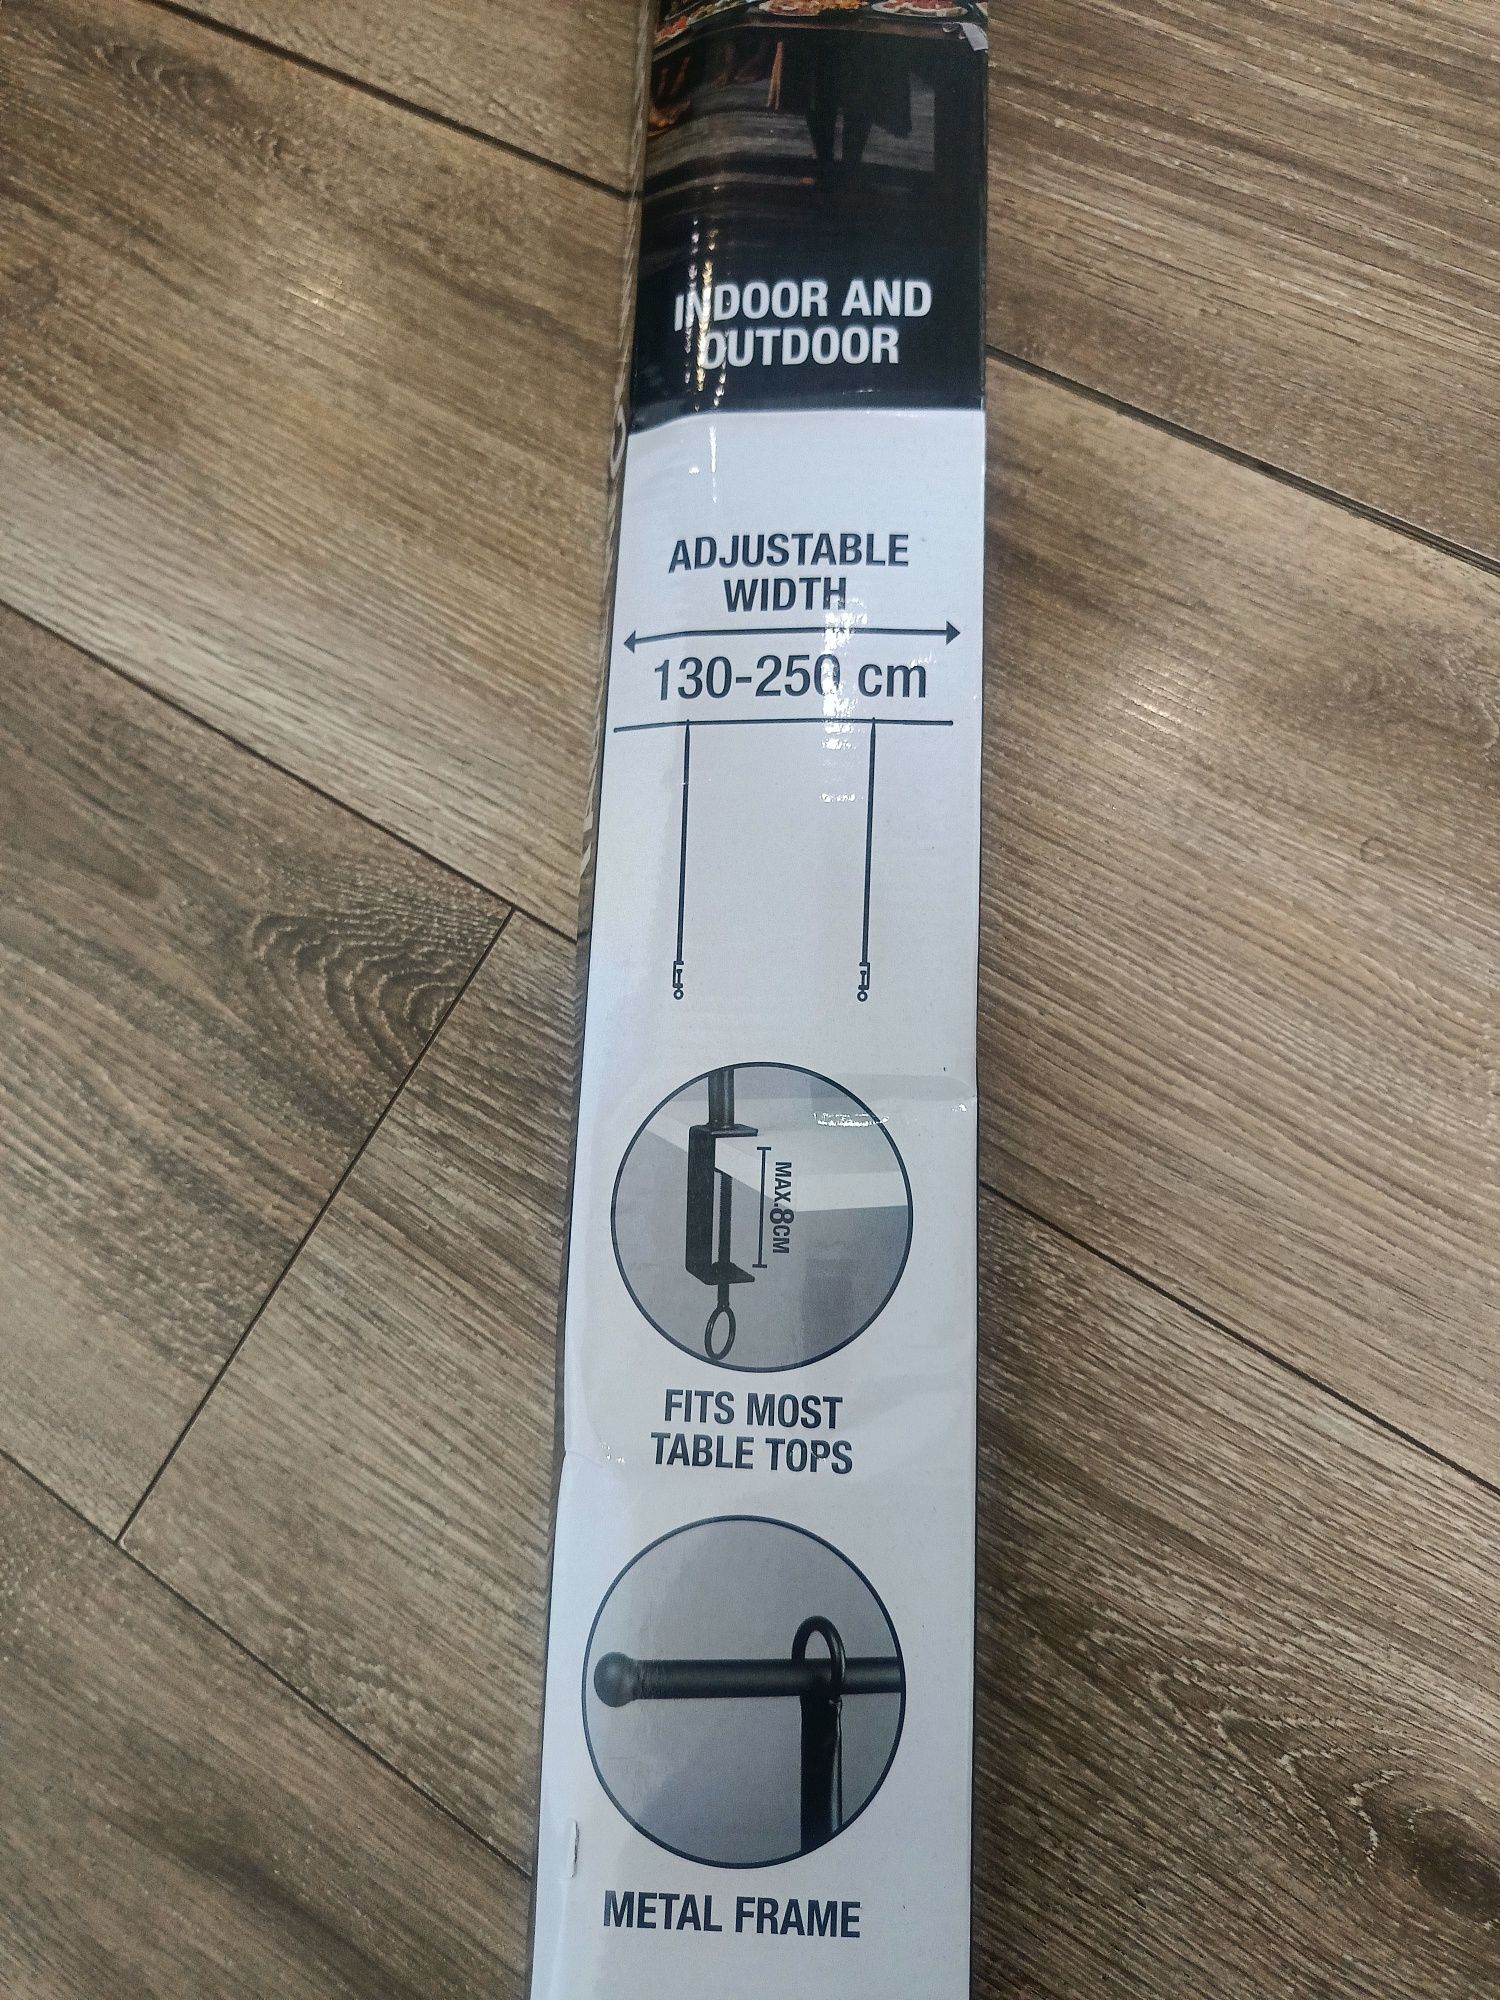 INDOOR AND
OUTDOOR
ADJUSTABLE
WIDTH
130-250 cm
MAX.8CM
FITS MOST
TABLE TOPS
METAL FRAME